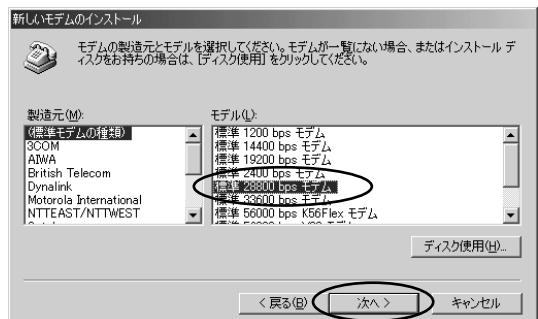 新しいモデムのインストール
モデムの製造元とモデルを選択してください。モデムが一覧にない場合、またはインストール デ
ィスクをお持ちの場合は、[ディスク使用] をクリックしてください。
製造元(M):
(標準モデムの種類)
3COM
AIWA
British Telecom
Dynalink
Motorola International
NTTEAST/NTTWEST
モデル(L):
標準 1200 bps モデム
標準 14400 bps モデム
標準 19200 bps モデム
標準 2400 bps モデム
標準 28800 bps モデム
標準 33600 bps モデム
標準 56000 bps K56Flex モデム
ディスク使用(H)...
< 戻る(B)
次へ >
キャンセル